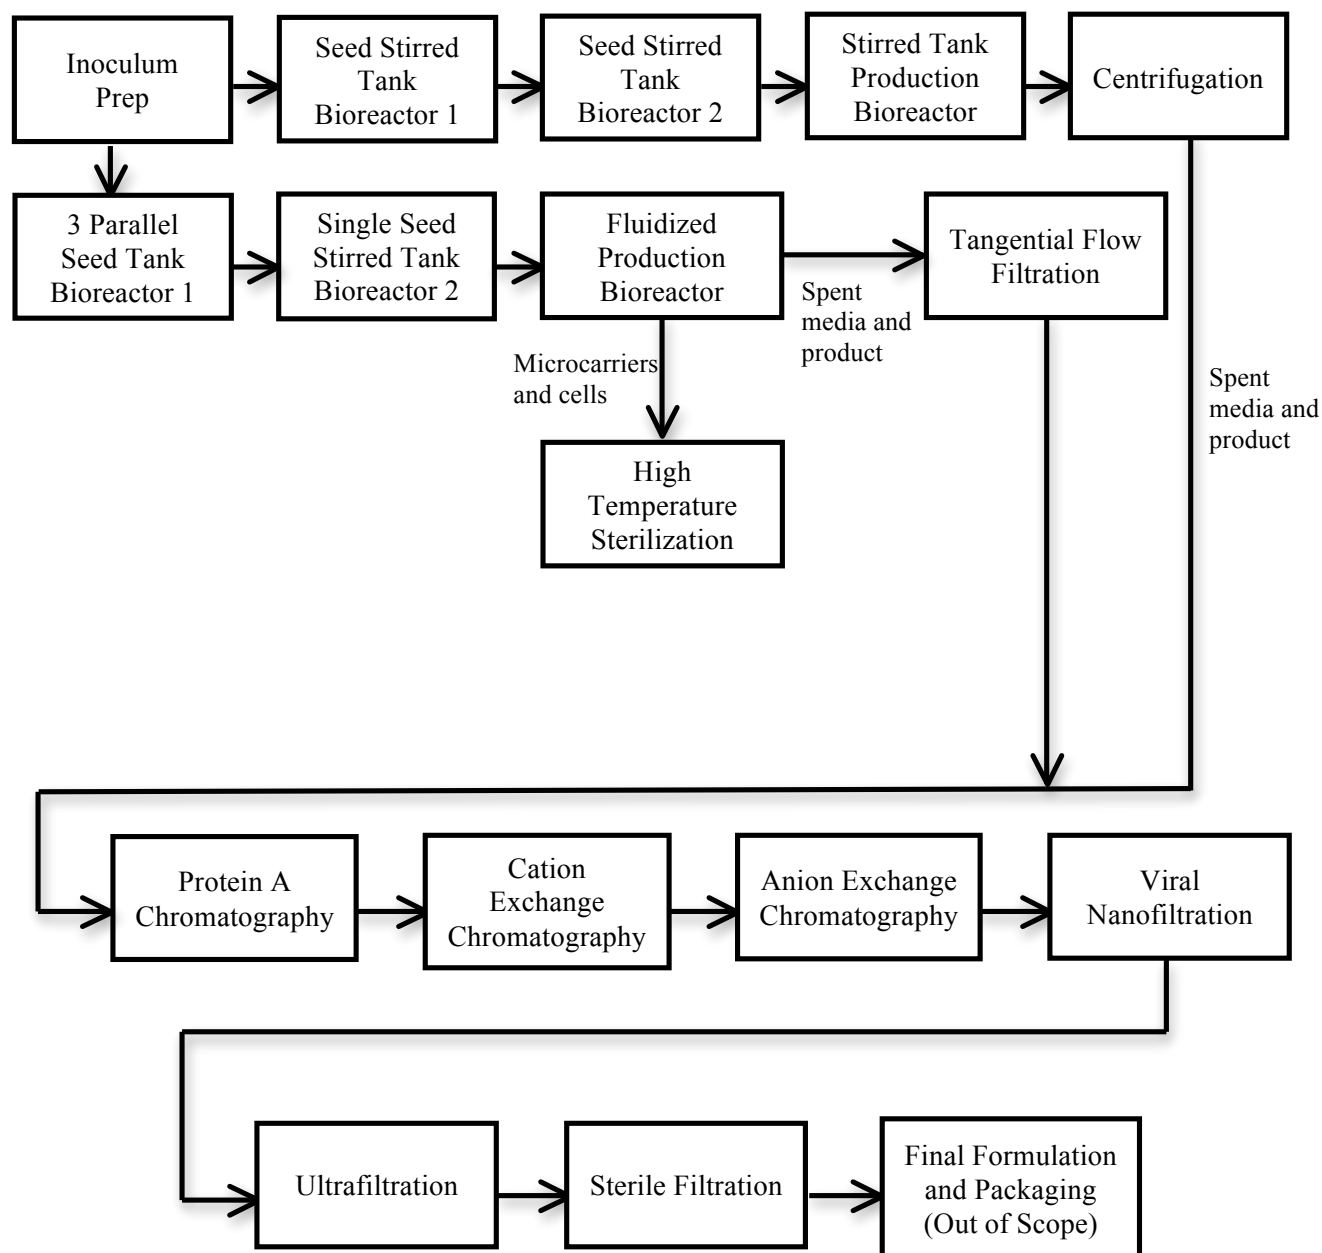 Inoculum
Prep
Seed Stirred
Tank
Bioreactor 1
Seed Stirred
Tank
Bioreactor 2
Stirred Tank
Production
Bioreactor
Centrifugation
3 Parallel
Seed Tank
Bioreactor 1
Single Seed
Stirred Tank
Bioreactor 2
Fluidized
Production
Bioreactor
Tangential Flow
Filtration
Spent
media and
product
Microcarriers
and cells
Spent
media and
product
High
Temperature
Sterilization
Protein A
Chromatography
Cation
Exchange
Chromatography
Anion Exchange
Chromatography
Viral
Nanofiltration
Ultrafiltration
Sterile Filtration
Final Formulation
and Packaging
(Out of Scope)